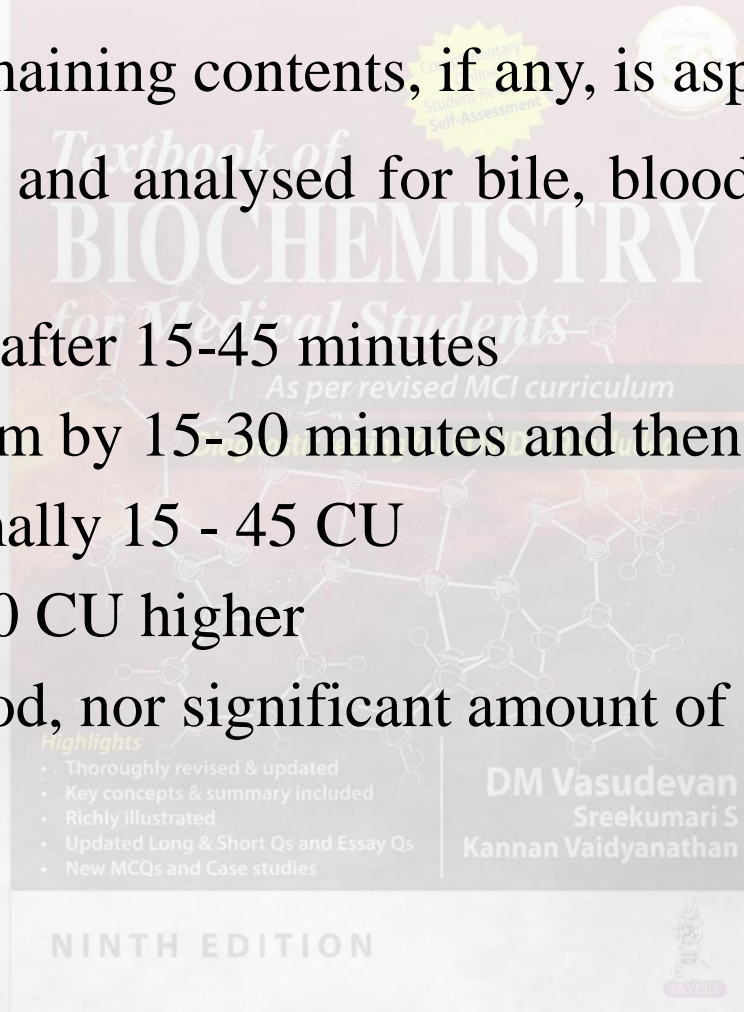 naining contents, if any, is asp
Textbook of
and analysed for bile, blood
BIOCHEMISTRY
for Medical Students
after 15-45 minutes
As per revised MCI curriculum
m by 15-30 minutes and then
nally 15 - 45 CU
0 CU higher
od, nor significant amount of
Highlights
• Thoroughly revised & updated
• Key concepts & summary included
• Richly illustrated
• Updated Long & Short Qs and Essay Qs
• New MCQs and Case studies
DM Vasudevan
Sreekumari S
Kannan Vaidyanathan
NINTH EDITION
JAYPEE
Self-Assessment